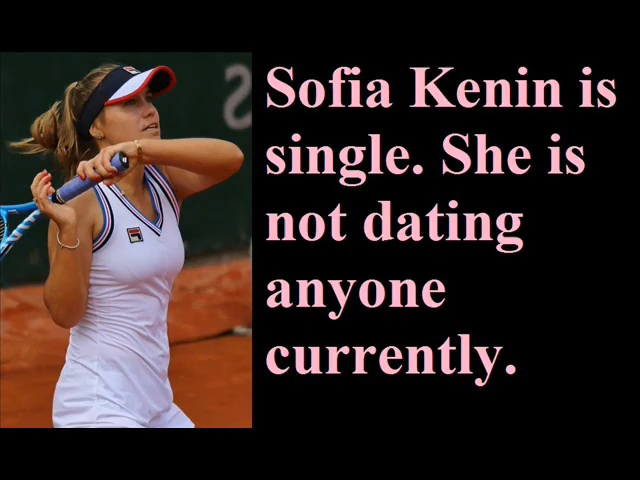 Sofia Kenin is
single. She is
not dating
anyone
currently.